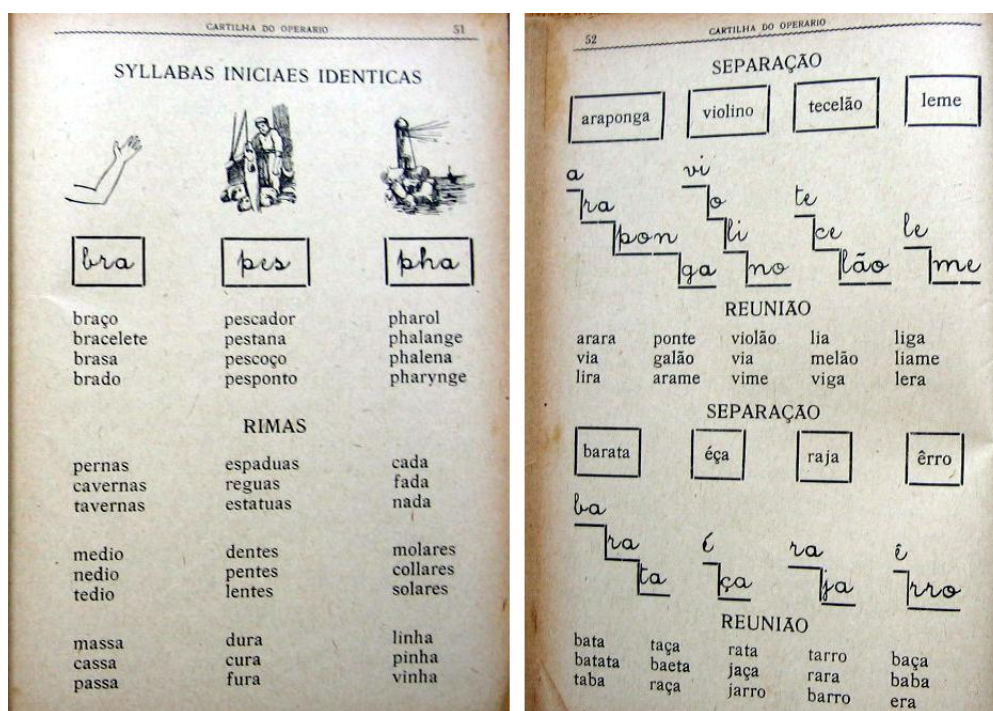 CARTILHA DO OPERARIO 51
SYLLABAS INICIAES IDENTICAS
bra pes pha
braço pescador pharol
bracelete pestana phalange
brasa pescoço phalena
brado pesponto pharynge
RIMAS
pernas espaduas cada
cavernas reguas fada
tavernas estatuas nada
medio dentes molares
nedio pentes collares
tedio lentes solares
massa dura linha
cassa cura pinha
passa fura vinha
52 CARTILHA DO OPERARIO
SEPARAÇÃO
araponga violino tecelão leme
a vi
ra o te
pon li ce le
ga no lão me
REUNIÃO
arara ponte violão lia liga
via galão via melão liame
lira arame vime viga lera
SEPARAÇÃO
barata éça raja êrro
ba
ra é ra ê
ta ça ja rro
REUNIÃO
bata taça rata tarro baça
batata baeta jaça rara baba
taba raça jarro barro era